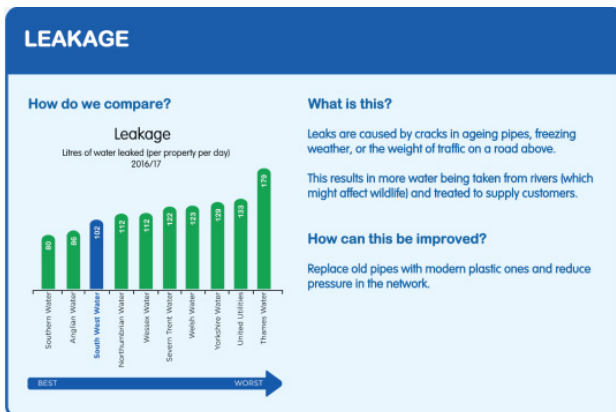 LEAKAGE
How do we compare?
Leakage
Litres of water leaked (per property per day)
2016/17
80
86
102
112
112
122
123
129
133
179
Southern Water
Anglian Water
South West Water
Northumbrian Water
Wessex Water
Severn Trent Water
Welsh Water
Yorkshire Water
United Utilities
Thames Water
BEST
WORST
What is this?
Leaks are caused by cracks in ageing pipes, freezing
weather, or the weight of traffic on a road above.
This results in more water being taken from rivers (which
might affect wildlife) and treated to supply customers.
How can this be improved?
Replace old pipes with modern plastic ones and reduce
pressure in the network.